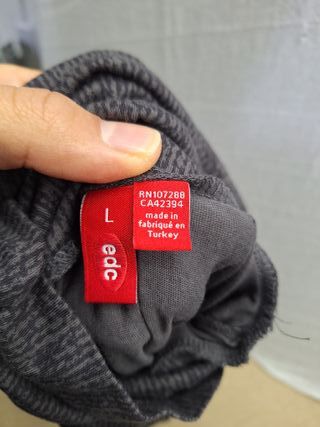 L
edc
RN107288
CA42394
made in
fabriqué en
Turkey